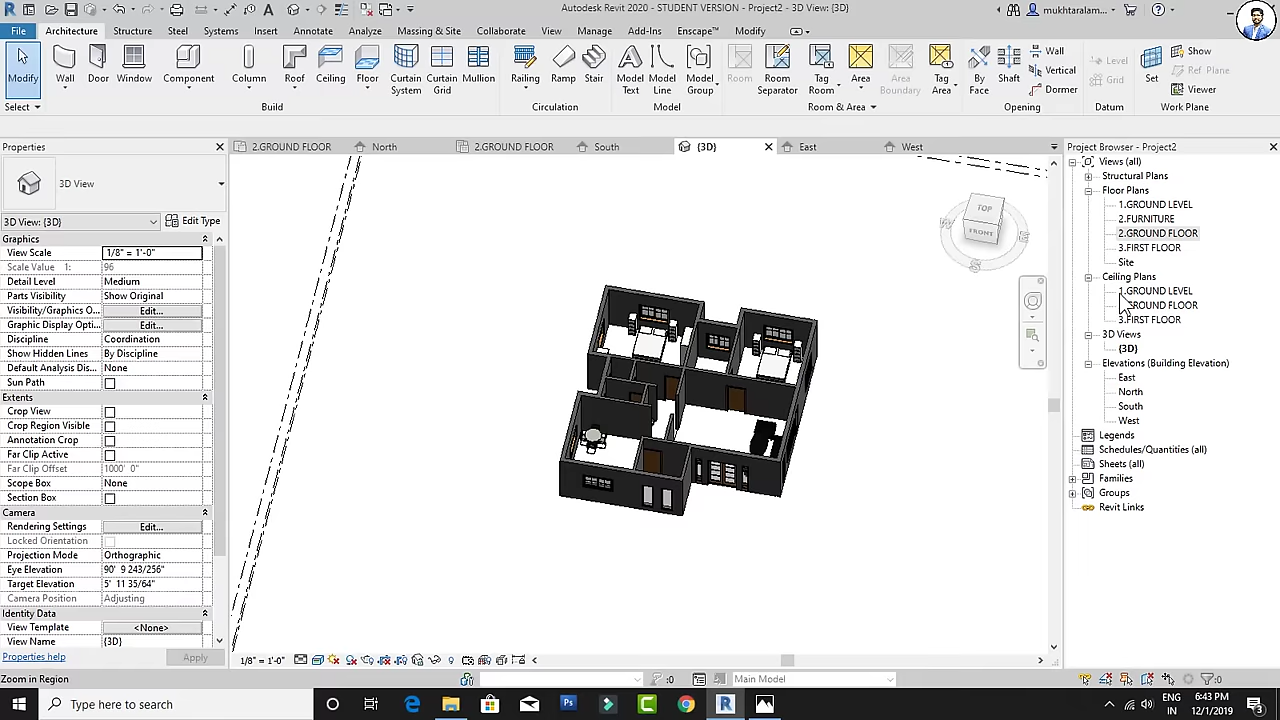 Autodesk Revit 2020 - STUDENT VERSION - Project2 - 3D View: {3D}
mukhtaralam...
File Architecture Structure Steel Systems Insert Annotate Analyze Massing & Site Collaborate View Manage Add-Ins Enscape™ Modify
Modify Wall Door Window Component Column Roof Ceiling Floor Curtain System Curtain Grid Mullion Railing Ramp Stair Model Text Model Line Model Group Room Room Separator Tag Room Area Area Boundary Tag Area By Face Shaft Wall Vertical Dormer Level Grid Set Show Ref Plane Viewer
Select Build Circulation Model Room & Area Opening Datum Work Plane
Properties
2.GROUND FLOOR North 2.GROUND FLOOR South {3D} East West
Project Browser - Project2
3D View
3D View: {3D} Edit Type
Graphics
View Scale 1/8" = 1'-0"
Scale Value 1: 96
Detail Level Medium
Parts Visibility Show Original
Visibility/Graphics O... Edit...
Graphic Display Opti... Edit...
Discipline Coordination
Show Hidden Lines By Discipline
Default Analysis Dis... None
Sun Path
Extents
Crop View
Crop Region Visible
Annotation Crop
Far Clip Active
Far Clip Offset 1000' 0"
Scope Box None
Section Box
Camera
Rendering Settings Edit...
Locked Orientation
Projection Mode Orthographic
Eye Elevation 90' 9 243/256"
Target Elevation 5' 11 35/64"
Camera Position Adjusting
Identity Data
View Template <None>
View Name {3D}
Properties help Apply
TOP
FRONT
S
Views (all)
Structural Plans
Floor Plans
1.GROUND LEVEL
2.FURNITURE
2.GROUND FLOOR
3.FIRST FLOOR
Site
Ceiling Plans
1.GROUND LEVEL
GROUND FLOOR
3.FIRST FLOOR
3D Views
{3D}
Elevations (Building Elevation)
East
North
South
West
Legends
Schedules/Quantities (all)
Sheets (all)
Families
Groups
Revit Links
1/8" = 1'-0"
Zoom in Region
:0
Main Model
:0
Type here to search
ENG
IN
6:43 PM
12/1/2019